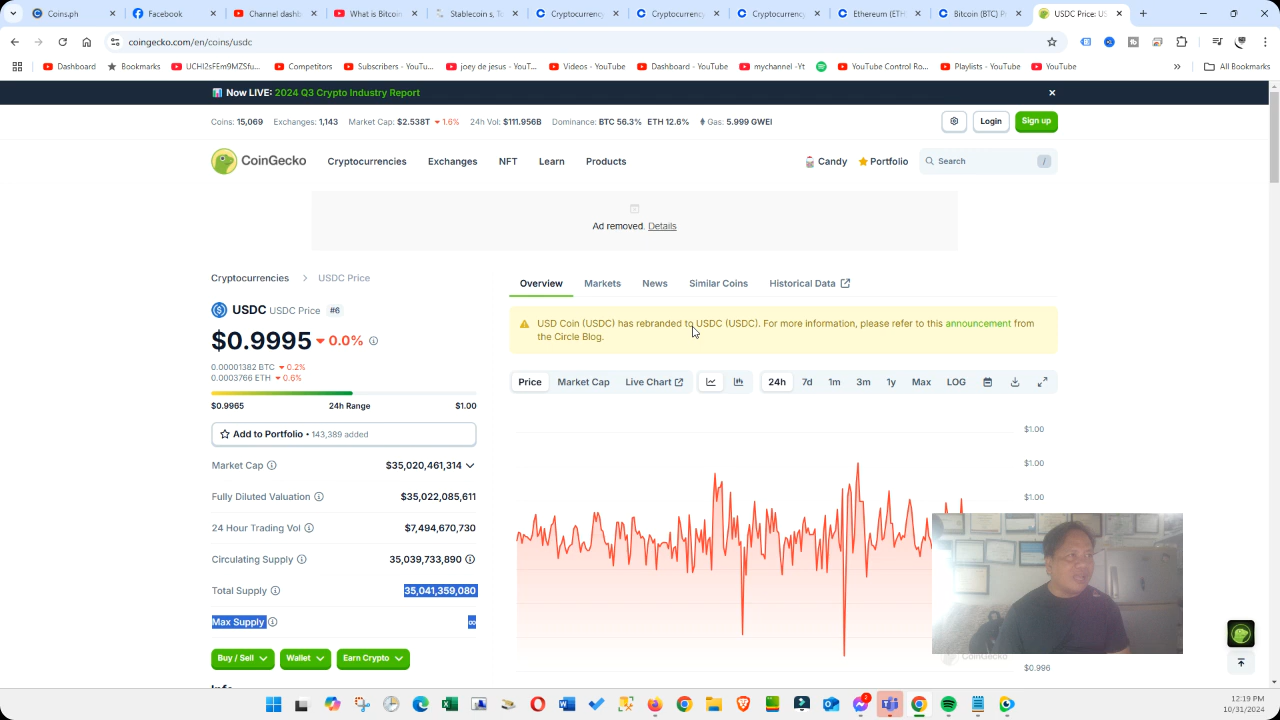 Coins.ph
Facebook
Channel dashb
What is Bitcoin?
Stablecoin s, To
Cryptocurrency
Cryptocurrency
Cryptocurrency
Ethereum (ETH
Bitcoin (BTC) Pr
USDC Price: US
coingecko.com/en/coins/usdc
Dashboard
Bookmarks
UCHI2sFEm9MZSfu...
Competitors
Subscribers - YouTu...
joey de jesus - YouT...
Videos - YouTube
Dashboard - YouTube
mychannel -Yt
YouTube Control Ro...
Playlists - YouTube
YouTube
All Bookmarks
Now LIVE: 2024 Q3 Crypto Industry Report
Coins: 15,069 Exchanges: 1,143 Market Cap: $2.538T 1.6% 24h Vol: $111.956B Dominance: BTC 56.3% ETH 12.6% Gas: 5.999 GWEI
Login
Sign up
CoinGecko
Cryptocurrencies
Exchanges
NFT
Learn
Products
Candy
Portfolio
Search /
Ad removed. Details
Cryptocurrencies > USDC Price
USDC USDC Price #6
$0.9995 0.0%
0.00001382 BTC 0.2%
0.0003766 ETH 0.6%
$0.9965 24h Range $1.00
Add to Portfolio • 143,389 added
Market Cap $35,020,461,314
Fully Diluted Valuation $35,022,085,611
24 Hour Trading Vol $7,494,670,730
Circulating Supply 35,039,733,890
Total Supply 35,041,359,080
Max Supply ∞
Buy / Sell
Wallet
Earn Crypto
Overview
Markets
News
Similar Coins
Historical Data
USD Coin (USDC) has rebranded to USDC (USDC). For more information, please refer to this announcement from
the Circle Blog.
Price
Market Cap
Live Chart
24h
7d
1m
3m
1y
Max
LOG
$1.00
$1.00
$1.00
CoinGecko
$0.996
2
12:19 PM
10/31/2024